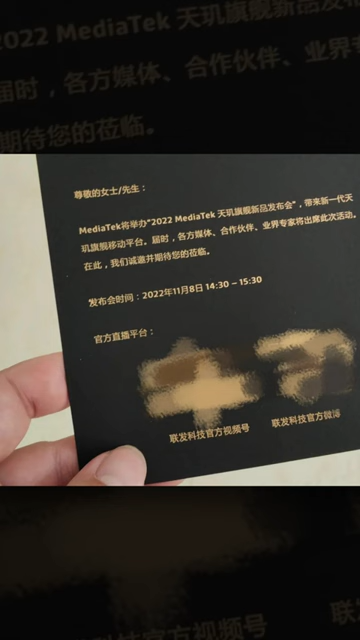 2022 MediaTek 天玑旗舰新品发布
届时，各方媒体、合作伙伴、业界专
期待您的莅临。
尊敬的女士/先生：
MediaTek将举办“2022 MediaTek 天玑旗舰新品发布会”，带来新一代天
玑旗舰移动平台。届时，各方媒体、合作伙伴、业界专家将出席此次活动。
在此，我们诚邀并期待您的莅临。
发布会时间：2022年11月8日 14:30 – 15:30
官方直播平台：
联发科技官方视频号
联发科技官方微博
官方视频号
联